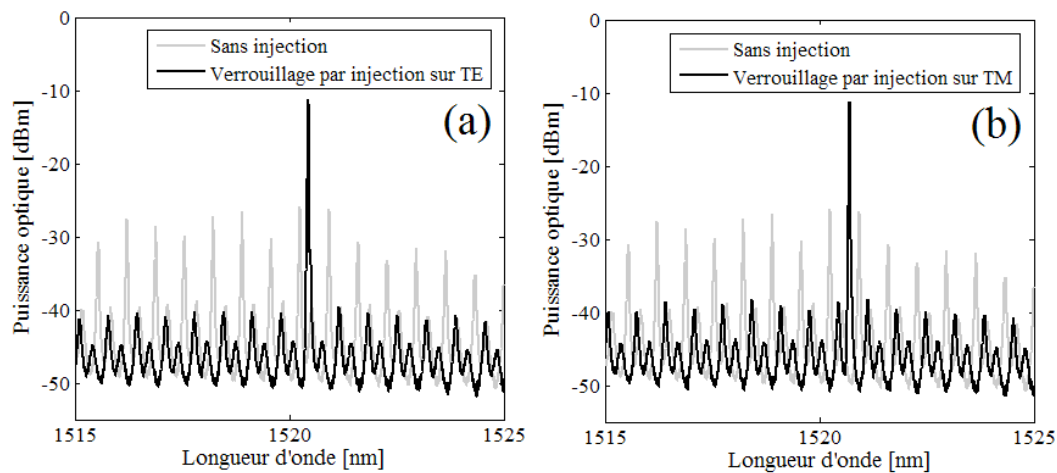 0
-10
-20
-30
-40
-50
Puissance optique [dBm]
Sans injection
Verrouillage par injection sur TE
(a)
1515
1520
1525
Longueur d'onde [nm]
0
-10
-20
-30
-40
-50
Puissance optique [dBm]
Sans injection
Verrouillage par injection sur TM
(b)
1515
1520
1525
Longueur d'onde [nm]